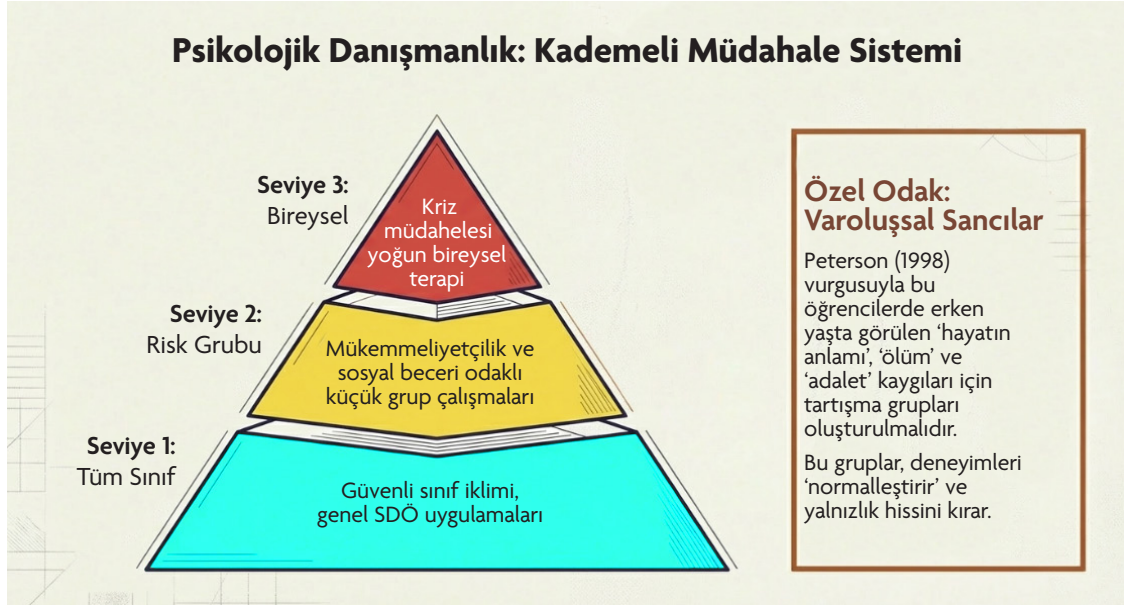 Psikolojik Danışmanlık: Kademeli Müdahale Sistemi
Seviye 3:
Bireysel
Kriz
müdahelesi
yoğun bireysel
terapi
Seviye 2:
Risk Grubu
Mükemmeliyetçilik ve
sosyal beceri odaklı
küçük grup çalışmaları
Seviye 1:
Tüm Sınıf
Güvenli sınıf iklimi,
genel SDÖ uygulamaları
Özel Odak:
Varoluşsal Sancılar
Peterson (1998)
vurgusuyla bu
öğrencilerde erken
yaşta görülen ‘hayatın
anlamı’, ‘ölüm’ ve
‘adalet’ kaygıları için
tartışma grupları
oluşturulmalıdır.
Bu gruplar, deneyimleri
‘normalleştirir’ ve
yalnızlık hissini kırar.